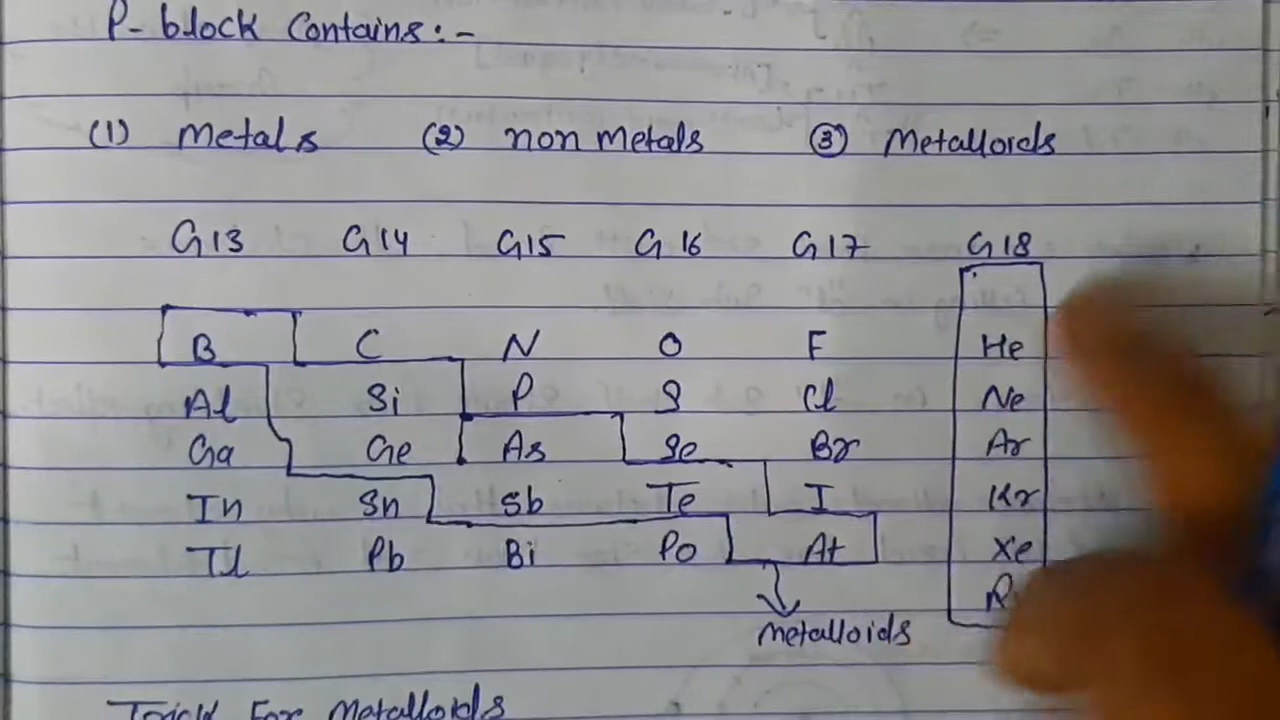 P-block Contains:-
(1) Metals (2) non Metals (3) Metalloids
G13 G14 G15 G16 G17 G18
B C N O F He
Al Si P S Cl Ne
Ga Ge As Se Br Ar
In Sn Sb Te I Kr
Tl Pb Bi Po At Xe
metalloids
Trick For Metalloids